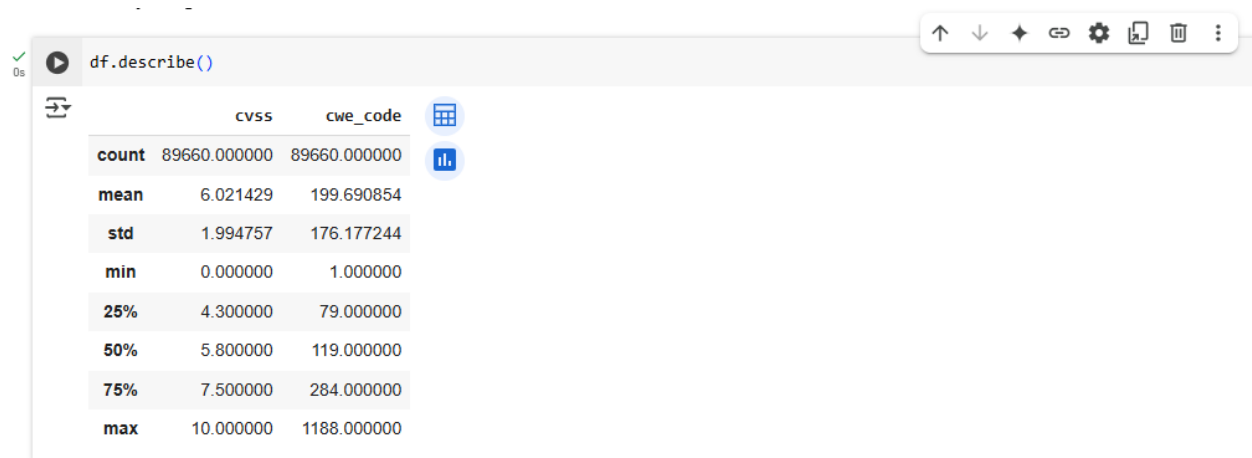 0s
df.describe()
cvss cwe_code
count 89660.000000 89660.000000
mean 6.021429 199.690854
std 1.994757 176.177244
min 0.000000 1.000000
25% 4.300000 79.000000
50% 5.800000 119.000000
75% 7.500000 284.000000
max 10.000000 1188.000000